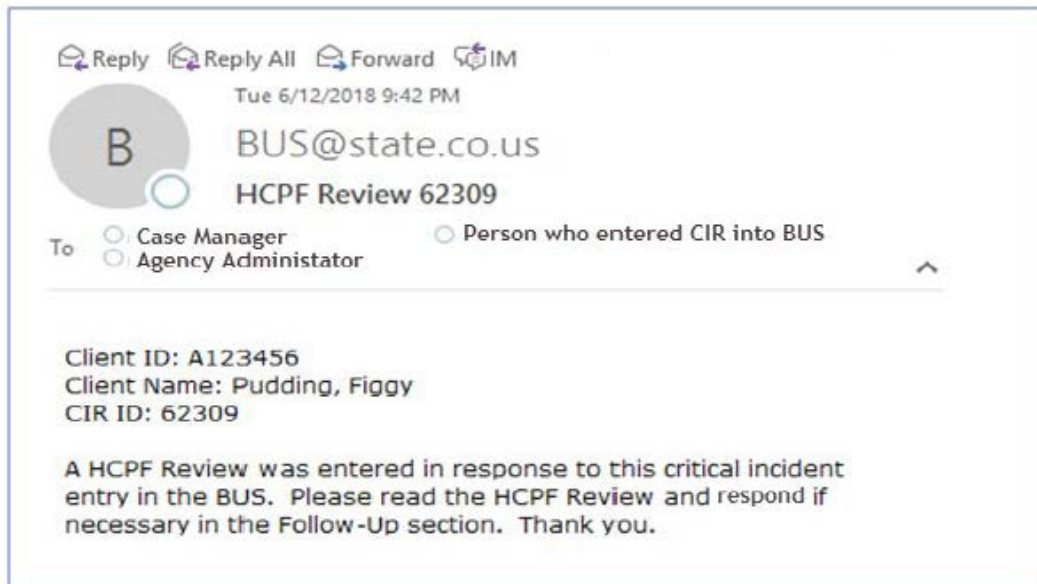 Reply Reply All Forward IM
Tue 6/12/2018 9:42 PM
B
BUS@state.co.us
HCPF Review 62309
To Case Manager Person who entered CIR into BUS
Agency Administator
Client ID: A123456
Client Name: Pudding, Figgy
CIR ID: 62309
A HCPF Review was entered in response to this critical incident
entry in the BUS. Please read the HCPF Review and respond if
necessary in the Follow-Up section. Thank you.